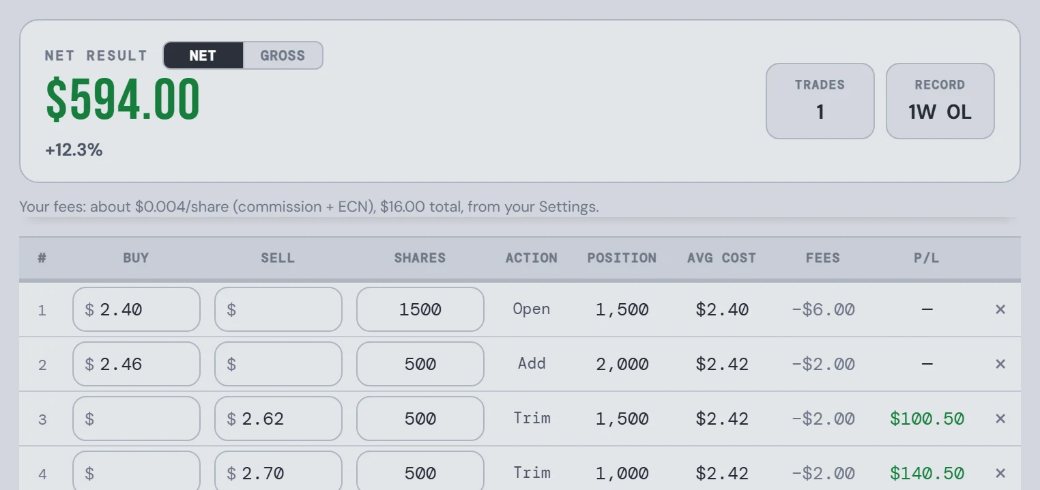 NET RESULT NET GROSS
$594.00
+12.3%
TRADES
1
RECORD
1W 0L
Your fees: about $0.004/share (commission + ECN), $16.00 total, from your Settings.
# BUY SELL SHARES ACTION POSITION AVG COST FEES P/L
1 $ 2.40 $ 1500 Open 1,500 $2.40 −$6.00 — ×
2 $ 2.46 $ 500 Add 2,000 $2.42 −$2.00 — ×
3 $ $ 2.62 500 Trim 1,500 $2.42 −$2.00 $100.50 ×
4 $ $ 2.70 500 Trim 1,000 $2.42 −$2.00 $140.50 ×